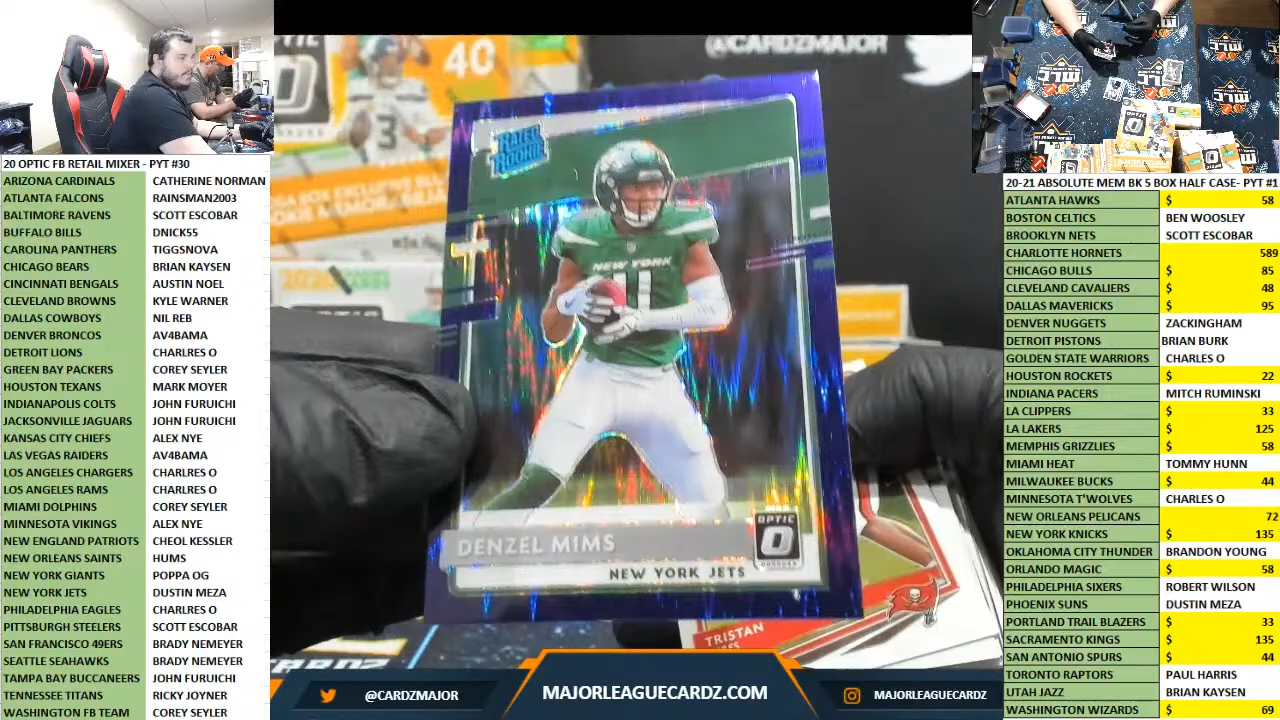 20 OPTIC FB RETAIL MIXER - PYT #30
ARIZONA CARDINALS CATHERINE NORMAN
ATLANTA FALCONS RAINSMAN2003
BALTIMORE RAVENS SCOTT ESCOBAR
BUFFALO BILLS DNICK55
CAROLINA PANTHERS TIGGSNOVA
CHICAGO BEARS BRIAN KAYSEN
CINCINNATI BENGALS AUSTIN NOEL
CLEVELAND BROWNS KYLE WARNER
DALLAS COWBOYS NIL REB
DENVER BRONCOS AV4BAMA
DETROIT LIONS CHARLRES O
GREEN BAY PACKERS COREY SEYLER
HOUSTON TEXANS MARK MOYER
INDIANAPOLIS COLTS JOHN FURUICHI
JACKSONVILLE JAGUARS JOHN FURUICHI
KANSAS CITY CHIEFS ALEX NYE
LAS VEGAS RAIDERS AV4BAMA
LOS ANGELES CHARGERS CHARLRES O
LOS ANGELES RAMS CHARLRES O
MIAMI DOLPHINS COREY SEYLER
MINNESOTA VIKINGS ALEX NYE
NEW ENGLAND PATRIOTS CHEOL KESSLER
NEW ORLEANS SAINTS HUMS
NEW YORK GIANTS POPPA OG
NEW YORK JETS DUSTIN MEZA
PHILADELPHIA EAGLES CHARLRES O
PITTSBURGH STEELERS SCOTT ESCOBAR
SAN FRANCISCO 49ERS BRADY NEMEYER
SEATTLE SEAHAWKS BRADY NEMEYER
TAMPA BAY BUCCANEERS JOHN FURUICHI
TENNESSEE TITANS RICKY JOYNER
WASHINGTON FB TEAM COREY SEYLER
@CARDZMAJOR
40
3
RATED
ROOKIE
NEW YORK
11
DENZEL MIMS
OPTIC
NEW YORK JETS
TRISTAN
@CARDZMAJOR
MAJORLEAGUECARDZ.COM
MAJORLEAGUECARDZ
20-21 ABSOLUTE MEM BK 5 BOX HALF CASE- PYT #1
ATLANTA HAWKS $ 58
BOSTON CELTICS BEN WOOSLEY
BROOKLYN NETS SCOTT ESCOBAR
CHARLOTTE HORNETS 589
CHICAGO BULLS $ 85
CLEVELAND CAVALIERS $ 48
DALLAS MAVERICKS $ 95
DENVER NUGGETS ZACKINGHAM
DETROIT PISTONS BRIAN BURK
GOLDEN STATE WARRIORS CHARLES O
HOUSTON ROCKETS $ 22
INDIANA PACERS MITCH RUMINSKI
LA CLIPPERS $ 33
LA LAKERS $ 125
MEMPHIS GRIZZLIES $ 58
MIAMI HEAT TOMMY HUNN
MILWAUKEE BUCKS $ 44
MINNESOTA T'WOLVES CHARLES O
NEW ORLEANS PELICANS 72
NEW YORK KNICKS $ 135
OKLAHOMA CITY THUNDER BRANDON YOUNG
ORLANDO MAGIC $ 58
PHILADELPHIA SIXERS ROBERT WILSON
PHOENIX SUNS DUSTIN MEZA
PORTLAND TRAIL BLAZERS $ 33
SACRAMENTO KINGS $ 135
SAN ANTONIO SPURS $ 44
TORONTO RAPTORS PAUL HARRIS
UTAH JAZZ BRIAN KAYSEN
WASHINGTON WIZARDS $ 69